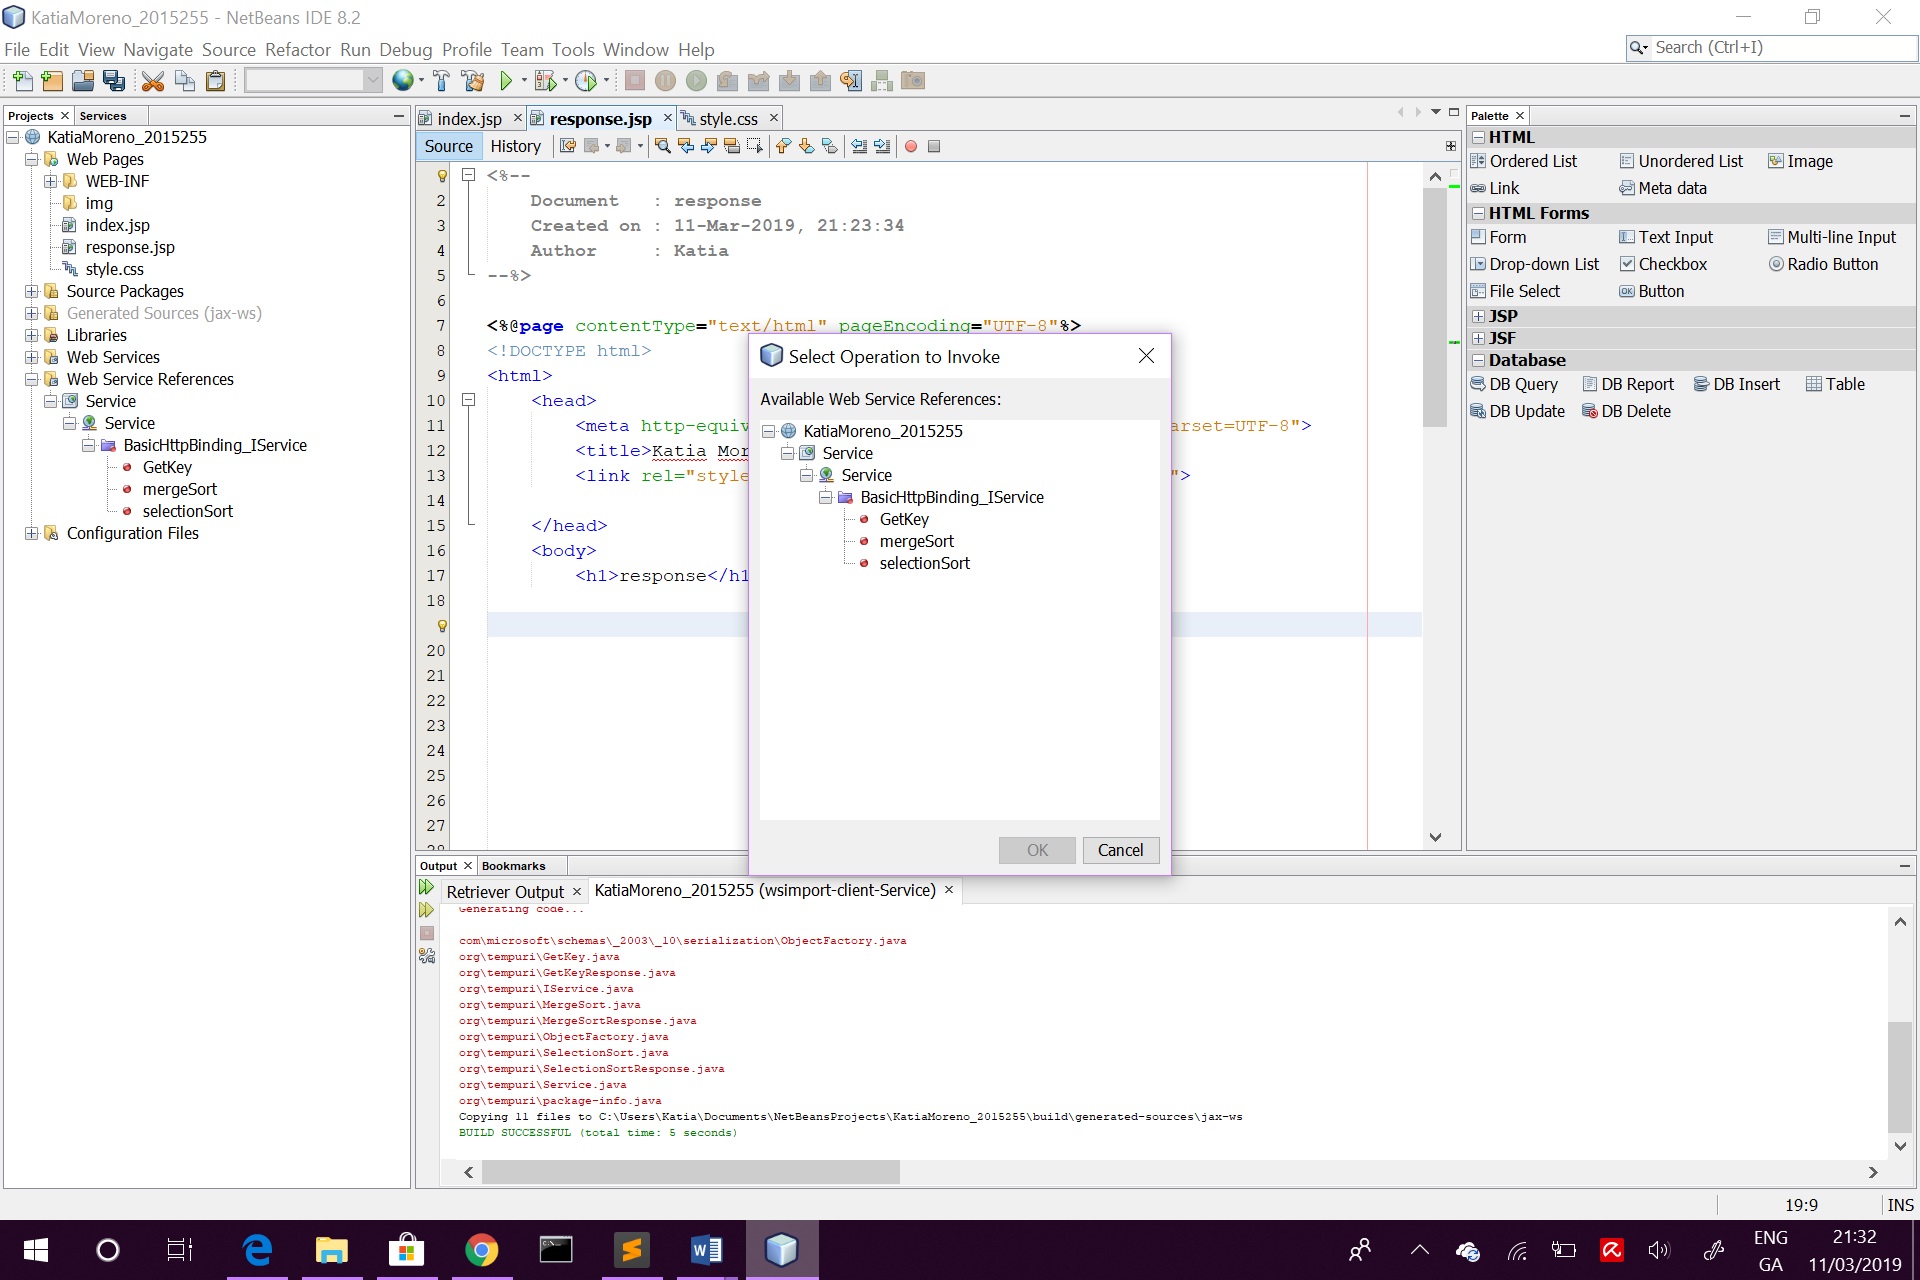 KatiaMoreno_2015255 - NetBeans IDE 8.2
File Edit View Navigate Source Refactor Run Debug Profile Team Tools Window Help
Search (Ctrl+I)
Projects Services
KatiaMoreno_2015255
Web Pages
WEB-INF
img
index.jsp
response.jsp
style.css
Source Packages
Generated Sources (jax-ws)
Libraries
Web Services
Web Service References
Service
Service
BasicHttpBinding_IService
GetKey
mergeSort
selectionSort
Configuration Files
index.jsp response.jsp style.css
Source History
<%--
2 Document : response
3 Created on : 11-Mar-2019, 21:23:34
4 Author : Katia
5 --%>
6
7 <%@page contentType="text/html" pageEncoding="UTF-8"%>
8 <!DOCTYPE html>
9 <html>
10 <head>
11 <meta http-equiv arset=UTF-8">
12 <title>Katia Mor
13 <link rel="style ">
14
15 </head>
16 <body>
17 <h1>response</h1
18
20
21
22
23
24
25
26
27
Select Operation to Invoke
Available Web Service References:
KatiaMoreno_2015255
Service
Service
BasicHttpBinding_IService
GetKey
mergeSort
selectionSort
OK Cancel
Palette
HTML
Ordered List Unordered List Image
Link Meta data
HTML Forms
Form Text Input Multi-line Input
Drop-down List Checkbox Radio Button
File Select Button
JSP
JSF
Database
DB Query DB Report DB Insert Table
DB Update DB Delete
Output Bookmarks
Retriever Output KatiaMoreno_2015255 (wsimport-client-Service)
Generating code...
com\microsoft\schemas\_2003\_10\serialization\ObjectFactory.java
org\tempuri\GetKey.java
org\tempuri\GetKeyResponse.java
org\tempuri\IService.java
org\tempuri\MergeSort.java
org\tempuri\MergeSortResponse.java
org\tempuri\ObjectFactory.java
org\tempuri\SelectionSort.java
org\tempuri\SelectionSortResponse.java
org\tempuri\Service.java
org\tempuri\package-info.java
Copying 11 files to C:\Users\Katia\Documents\NetBeansProjects\KatiaMoreno_2015255\build\generated-sources\jax-ws
BUILD SUCCESSFUL (total time: 5 seconds)
19:9 INS
ENG 21:32
GA 11/03/2019